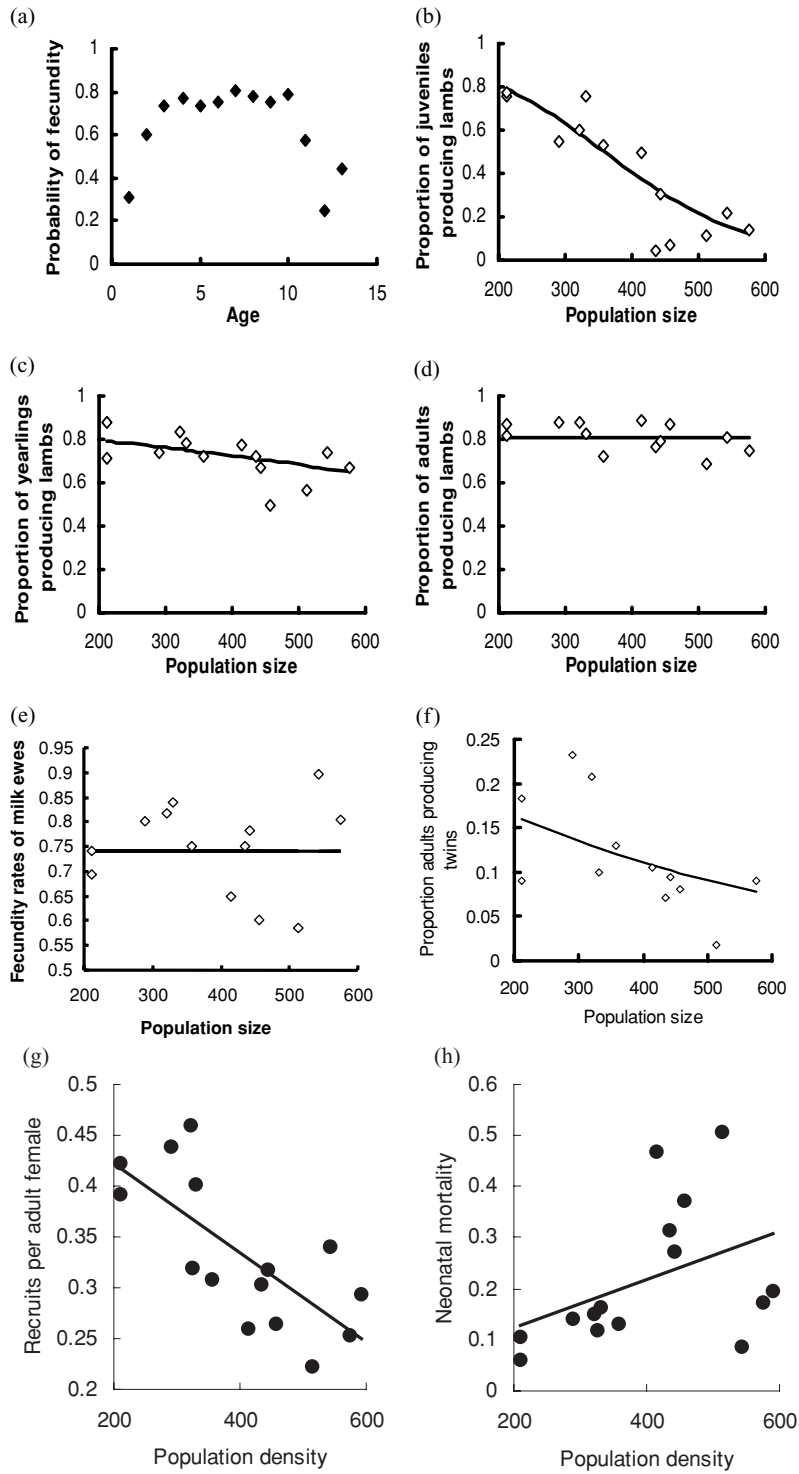 (a)
Probability of fecundity
1
0.8
0.6
0.4
0.2
0
0 5 10 15
Age
(b)
Proportion of juveniles
producing lambs
1
0.8
0.6
0.4
0.2
0
200 300 400 500 600
Population size
(c)
Proportion of yearlings
producing lambs
1
0.8
0.6
0.4
0.2
0
200 300 400 500 600
Population size
(d)
Proportion of adults
producing lambs
1
0.8
0.6
0.4
0.2
0
200 300 400 500 600
Population size
(e)
Fecundity rates of milk ewes
0.95
0.9
0.85
0.8
0.75
0.7
0.65
0.6
0.55
0.5
200 300 400 500 600
Population size
(f)
Proportion adults producing
twins
0.25
0.2
0.15
0.1
0.05
0
200 300 400 500 600
Population size
(g)
Recruits per adult female
0.5
0.45
0.4
0.35
0.3
0.25
0.2
200 400 600
Population density
(h)
Neonatal mortality
0.6
0.5
0.4
0.3
0.2
0.1
0
200 400 600
Population density